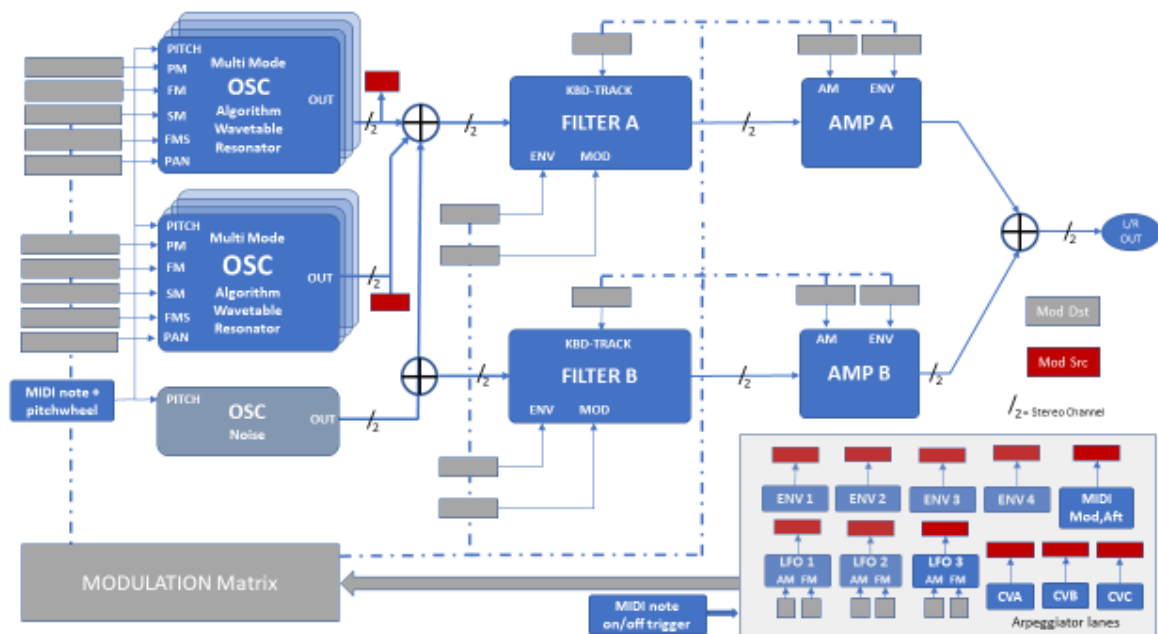 PITCH
PM
FM
SM
FMS
PAN
Multi Mode
OSC
Algorithm
Wavetable
Resonator
OUT
/2
/2
KBD-TRACK
FILTER A
ENV MOD
/2
AM ENV
AMP A
PITCH
PM
FM
SM
FMS
PAN
Multi Mode
OSC
Algorithm
Wavetable
Resonator
OUT
/2
/2
L/R
OUT
Mod Dst
Mod Src
/2 = Stereo Channel
MIDI note +
pitchwheel
PITCH
OSC
Noise
OUT
/2
/2
KBD-TRACK
FILTER B
ENV MOD
/2
AM ENV
AMP B
/2
ENV 1
ENV 2
ENV 3
ENV 4
MIDI
Mod,Aft
LFO 1
AM FM
LFO 2
AM FM
LFO 3
AM FM
CVA
CVB
CVC
Arpeggiator lanes
MODULATION Matrix
MIDI note
on/off trigger